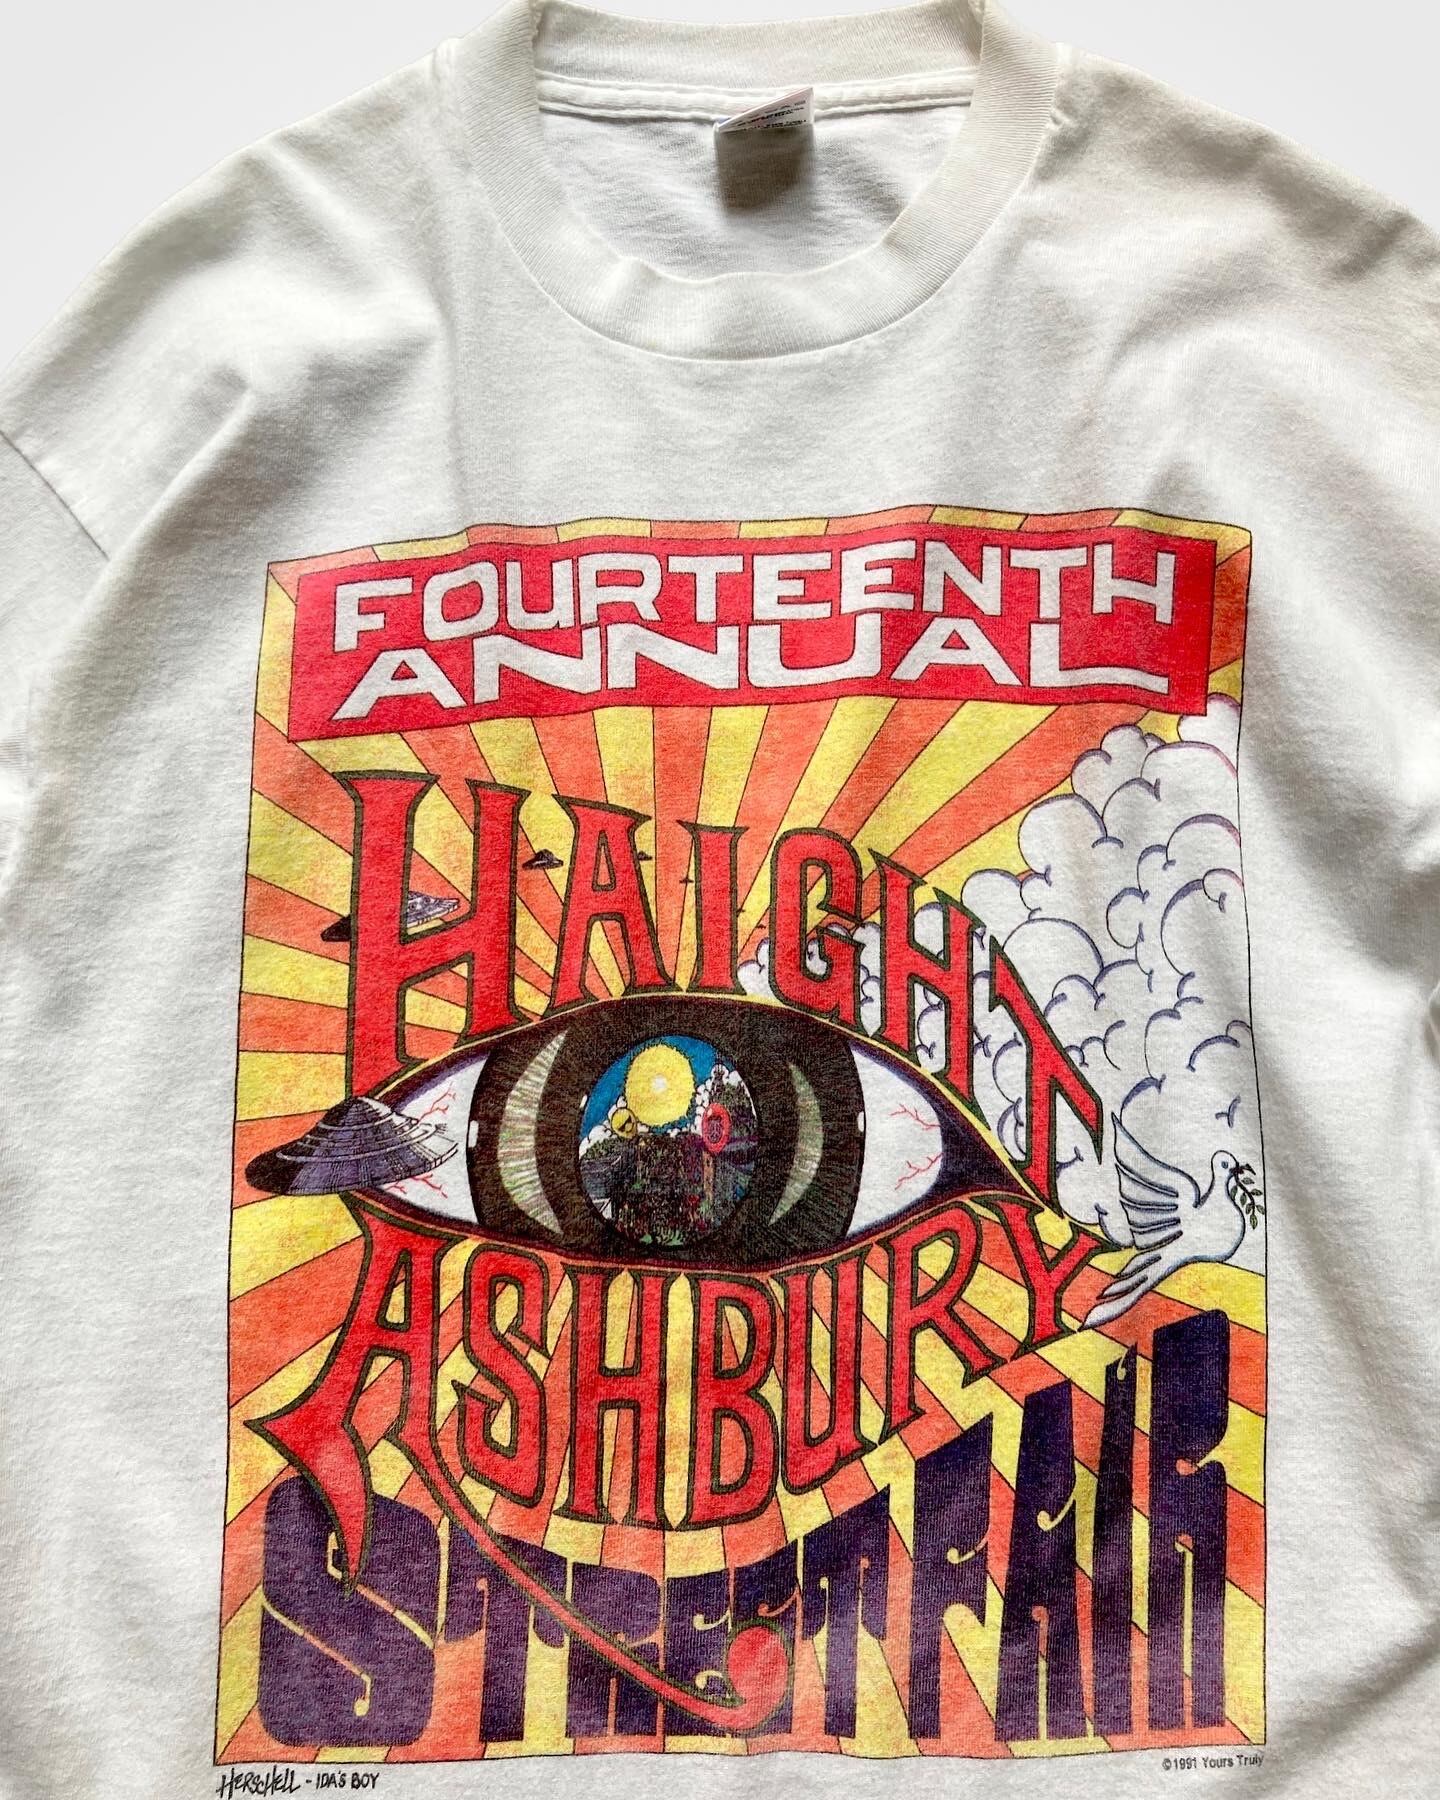 FOURTEENTH
ANNUAL
HAIGHT
ASHBURY
STREET FAIR
HERSCHELL - IDA'S BOY
©1991 Yours Truly